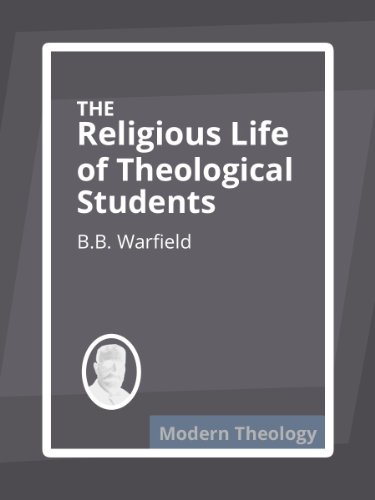 THE
Religious Life
of Theological
Students
B.B. Warfield
Modern Theology